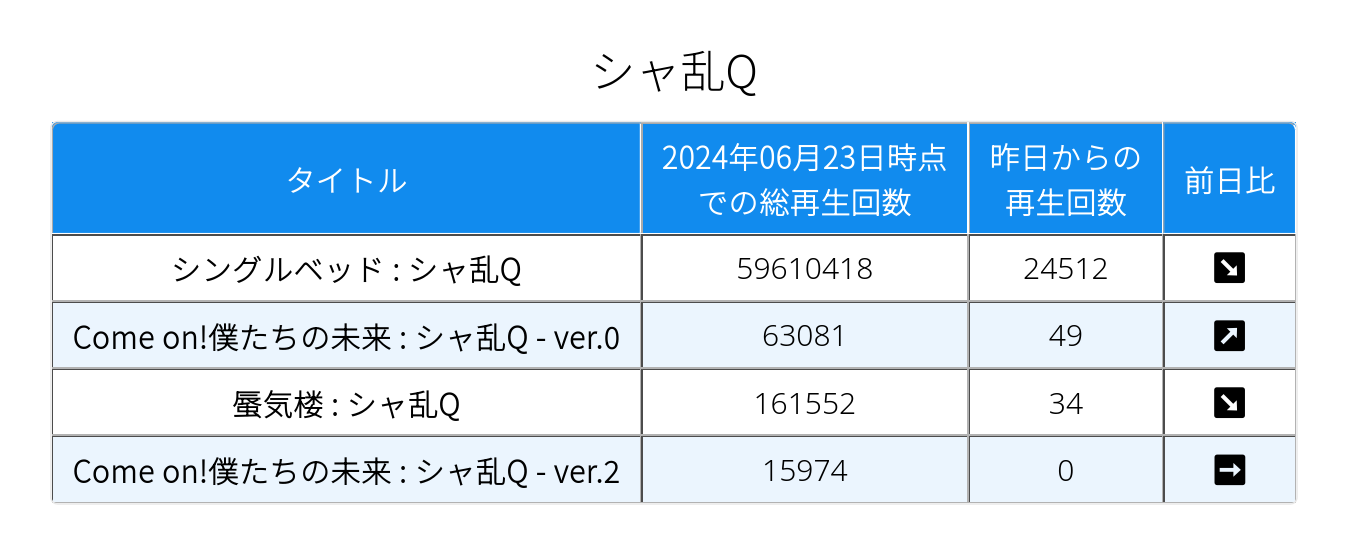 シャ乱Q
タイトル
2024年06月23日時点
での総再生回数
昨日からの
再生回数
前日比
シングルベッド : シャ乱Q 59610418 24512 ↘
Come on!僕たちの未来 : シャ乱Q - ver.0 63081 49 ↗
蜃気楼 : シャ乱Q 161552 34 ↘
Come on!僕たちの未来 : シャ乱Q - ver.2 15974 0 →